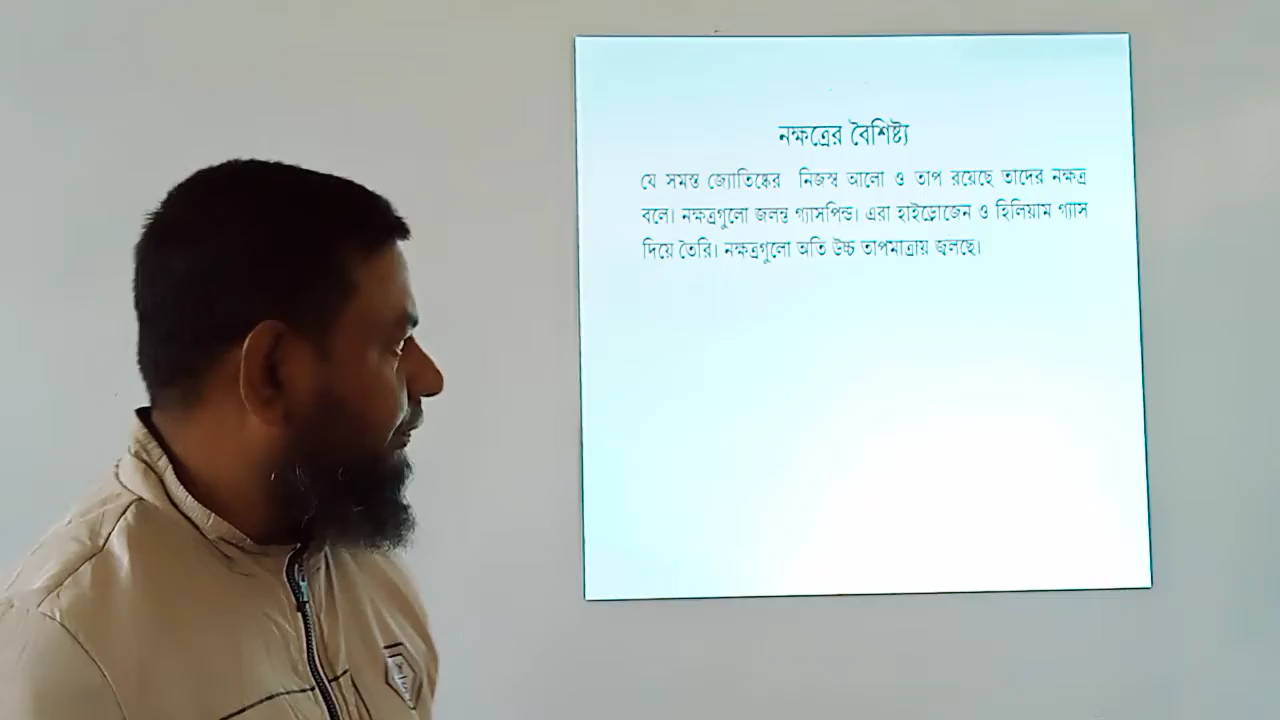 নক্ষত্রের বৈশিষ্ট্য
যে সমস্ত জ্যোতিষ্কের নিজস্ব আলো ও তাপ রয়েছে তাদের নক্ষত্র
বলে। নক্ষত্রগুলো জলন্ত গ্যাসপিন্ড। এরা হাইড্রোজেন ও হিলিয়াম গ্যাস
দিয়ে তৈরি। নক্ষত্রগুলো অতি উচ্চ তাপমাত্রায় জ্বলছে।